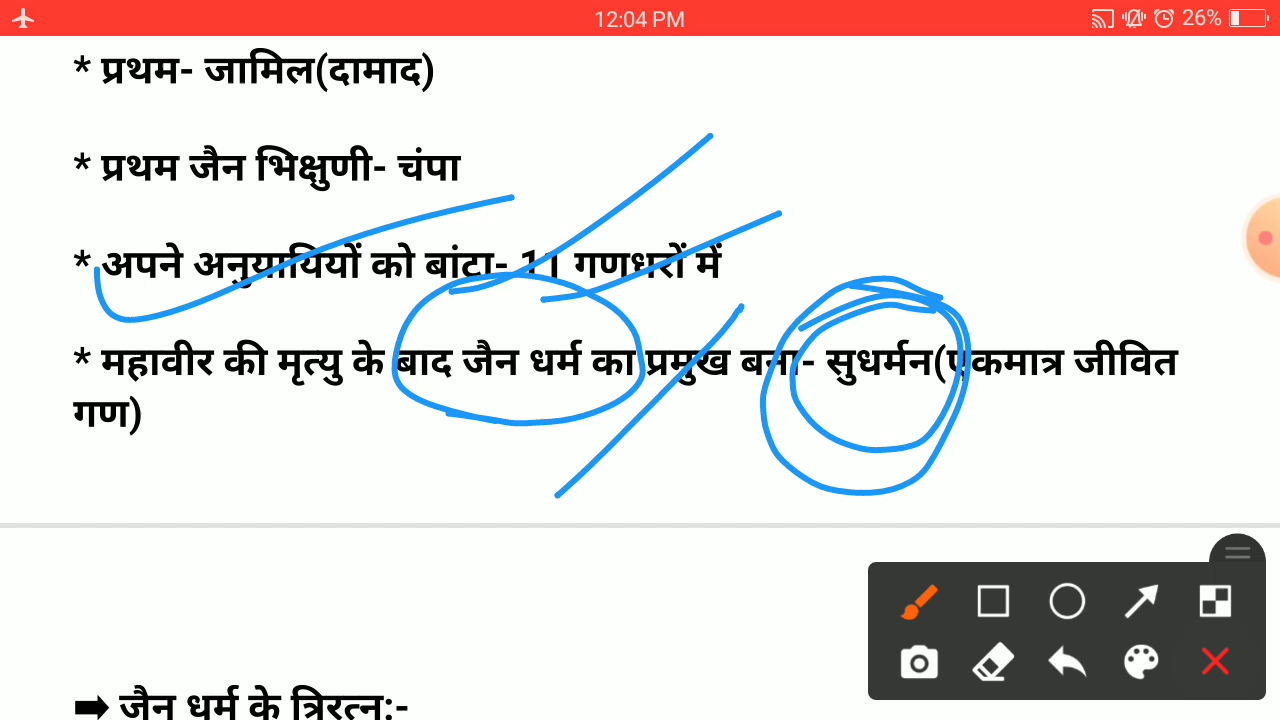 12:04 PM
26%
* प्रथम- जामिल(दामाद)
* प्रथम जैन भिक्षुणी- चंपा
* अपने अनुयायियों को बांटा- 11 गणधरों में
* महावीर की मृत्यु के बाद जैन धर्म का प्रमुख बना- सुधर्मन(एकमात्र जीवित
गण)
➡ जैन धर्म के त्रिरत्न:-